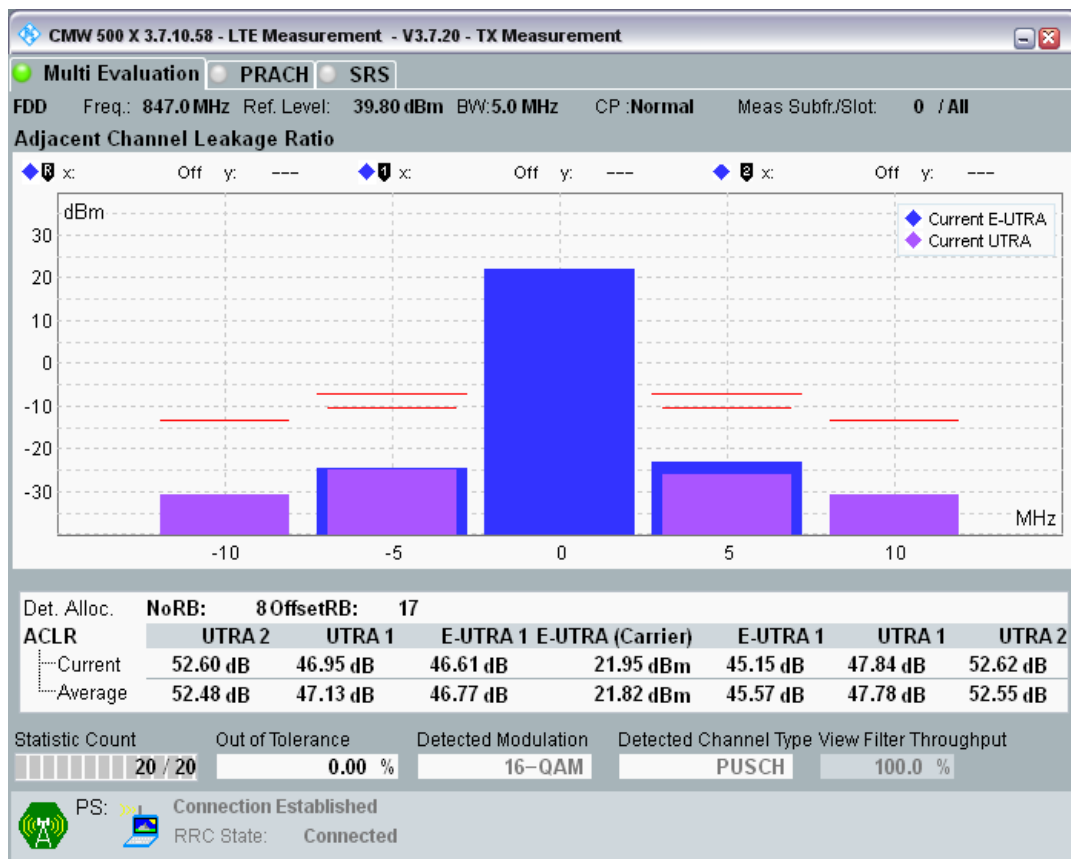 CMW 500 X 3.7.10.58 - LTE Measurement - V3.7.20 - TX Measurement
Multi Evaluation PRACH SRS
FDD Freq.: 847.0 MHz Ref. Level: 39.80 dBm BW:5.0 MHz CP :Normal Meas Subfr./Slot: 0 / All
Adjacent Channel Leakage Ratio
R x: Off y: --- 1 x: Off y: --- 2 x: Off y: ---
dBm
Current E-UTRA
Current UTRA
30
20
10
0
-10
-20
-30
MHz
-10 -5 0 5 10
Det. Alloc. NoRB: 8 OffsetRB: 17
ACLR UTRA 2 UTRA 1 E-UTRA 1 E-UTRA (Carrier) E-UTRA 1 UTRA 1 UTRA 2
Current 52.60 dB 46.95 dB 46.61 dB 21.95 dBm 45.15 dB 47.84 dB 52.62 dB
Average 52.48 dB 47.13 dB 46.77 dB 21.82 dBm 45.57 dB 47.78 dB 52.55 dB
Statistic Count Out of Tolerance Detected Modulation Detected Channel Type View Filter Throughput
20 / 20 0.00 % 16-QAM PUSCH 100.0 %
PS: Connection Established
RRC State: Connected